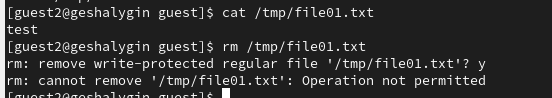 [guest2@geshalygin guest]$ cat /tmp/file01.txt
test
[guest2@geshalygin guest]$ rm /tmp/file01.txt
rm: remove write-protected regular file '/tmp/file01.txt'? y
rm: cannot remove '/tmp/file01.txt': Operation not permitted
[guest2@geshalygin guest]$